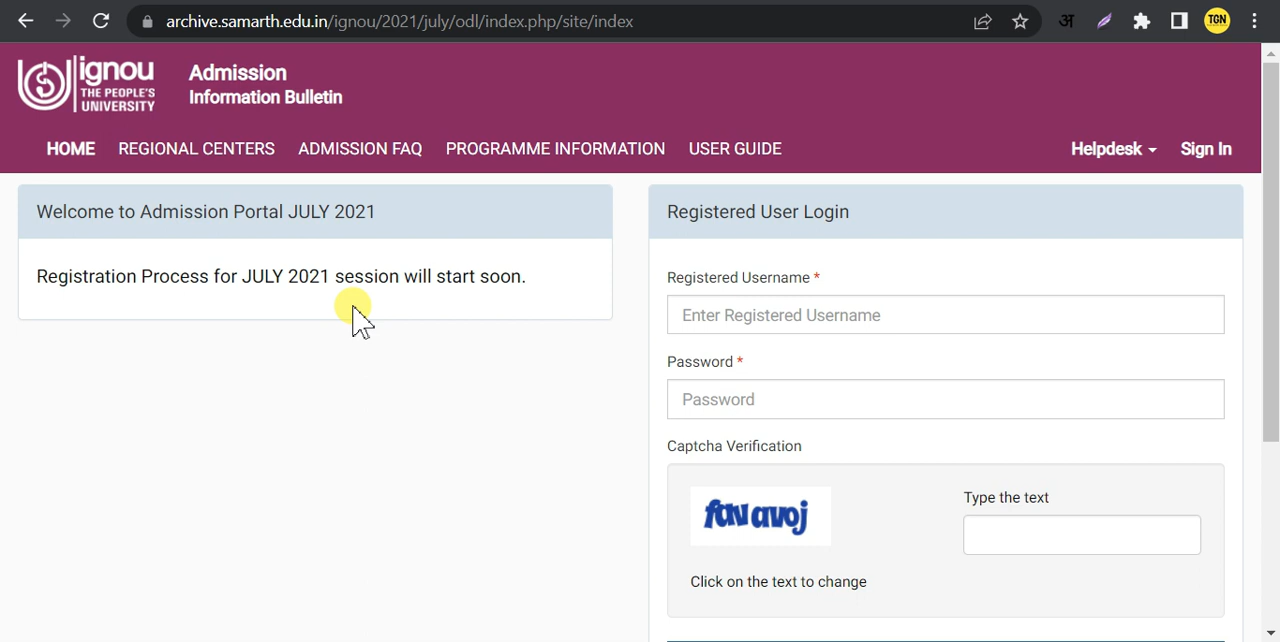 archive.samarth.edu.in/ignou/2021/july/odl/index.php/site/index
अ
TGN
ignou
THE PEOPLE'S
UNIVERSITY
Admission
Information Bulletin
HOME REGIONAL CENTERS ADMISSION FAQ PROGRAMME INFORMATION USER GUIDE Helpdesk Sign In
Welcome to Admission Portal JULY 2021
Registration Process for JULY 2021 session will start soon.
Registered User Login
Registered Username *
Enter Registered Username
Password *
Password
Captcha Verification
Type the text
Click on the text to change